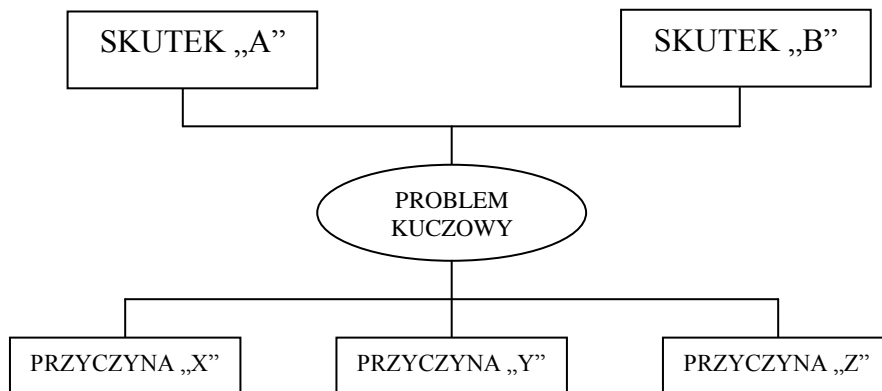 SKUTEK „A”
SKUTEK „B”
PROBLEM
KUCZOWY
PRZYCZYNA „X”
PRZYCZYNA „Y”
PRZYCZYNA „Z”